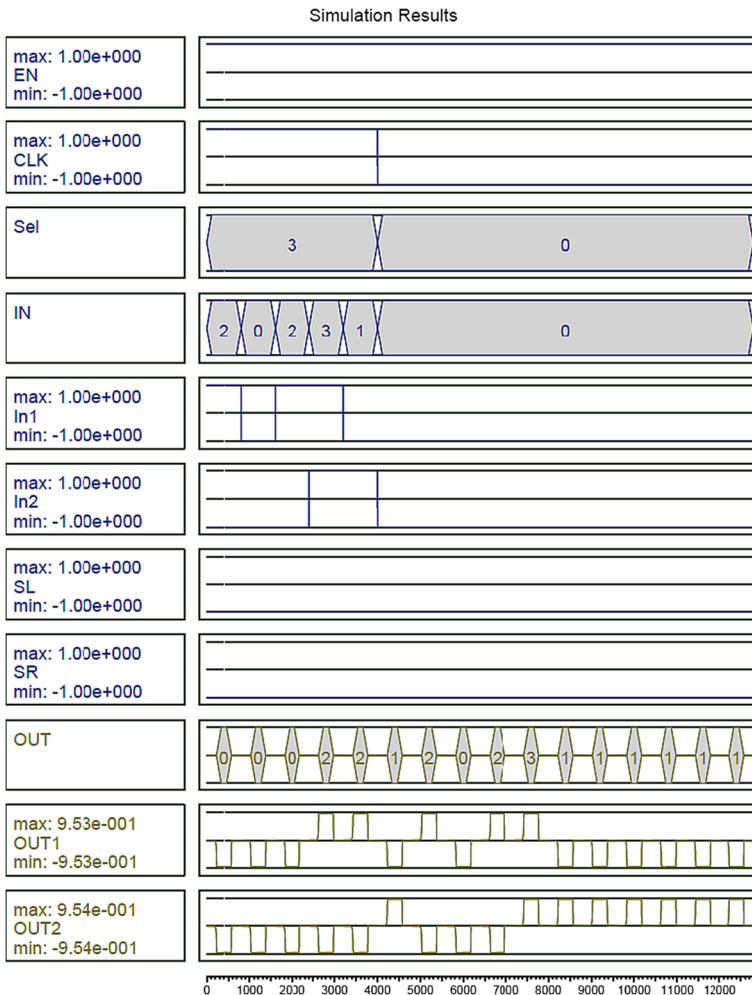 Simulation Results
max: 1.00e+000
EN
min: -1.00e+000
max: 1.00e+000
CLK
min: -1.00e+000
Sel
3 0
IN
2 0 2 3 1 0
max: 1.00e+000
In1
min: -1.00e+000
max: 1.00e+000
In2
min: -1.00e+000
max: 1.00e+000
SL
min: -1.00e+000
max: 1.00e+000
SR
min: -1.00e+000
OUT
0 0 0 2 2 1 2 0 2 3 1 1 1 1 1 1
max: 9.53e-001
OUT1
min: -9.53e-001
max: 9.54e-001
OUT2
min: -9.54e-001
0 1000 2000 3000 4000 5000 6000 7000 8000 9000 10000 11000 12000